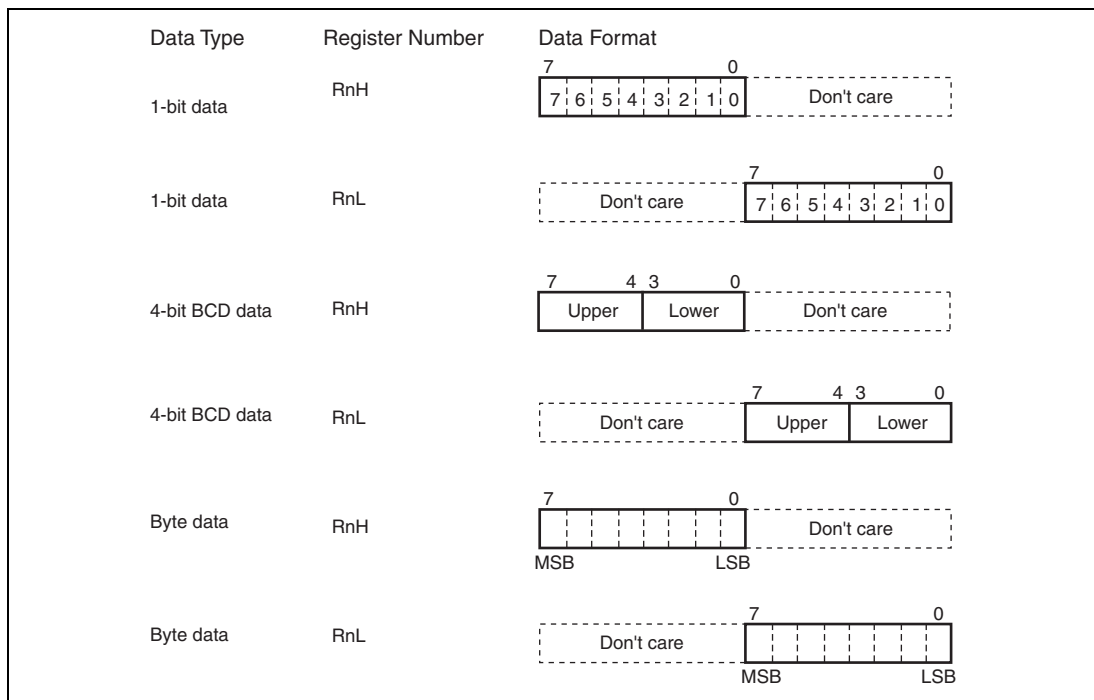 Data Type Register Number Data Format
7 0
1-bit data RnH 7 6 5 4 3 2 1 0 Don't care
7 0
1-bit data RnL Don't care 7 6 5 4 3 2 1 0
7 4 3 0
4-bit BCD data RnH Upper Lower Don't care
7 4 3 0
4-bit BCD data RnL Don't care Upper Lower
7 0
Byte data RnH Don't care
MSB LSB
7 0
Byte data RnL Don't care
MSB LSB